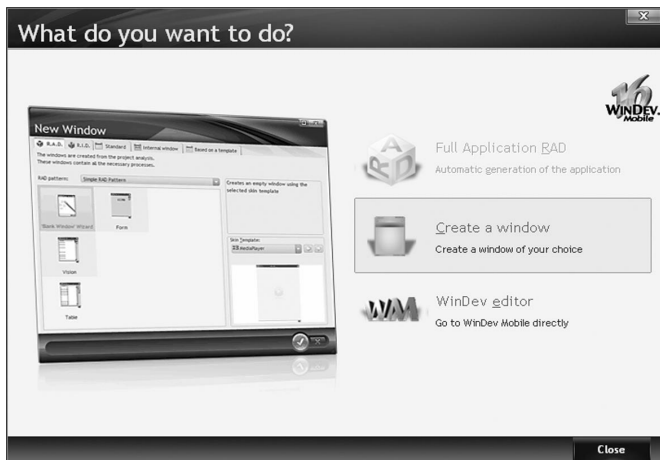 What do you want to do?
16
WINDEV.
Mobile
New Window
R.A.D. R.I.D. Standard Internal window Based on a template
The windows are created from the project analysis.
These windows contain all the necessary processes.
RAD pattern: Simple RAD Pattern
Creates an empty window using the
selected skin template
'Blank Window' Wizard Form
Vision
Table
Skin Template:
MediaPlayer
Full Application RAD
Automatic generation of the application
Create a window
Create a window of your choice
WM
WinDev editor
Go to WinDev Mobile directly
Close